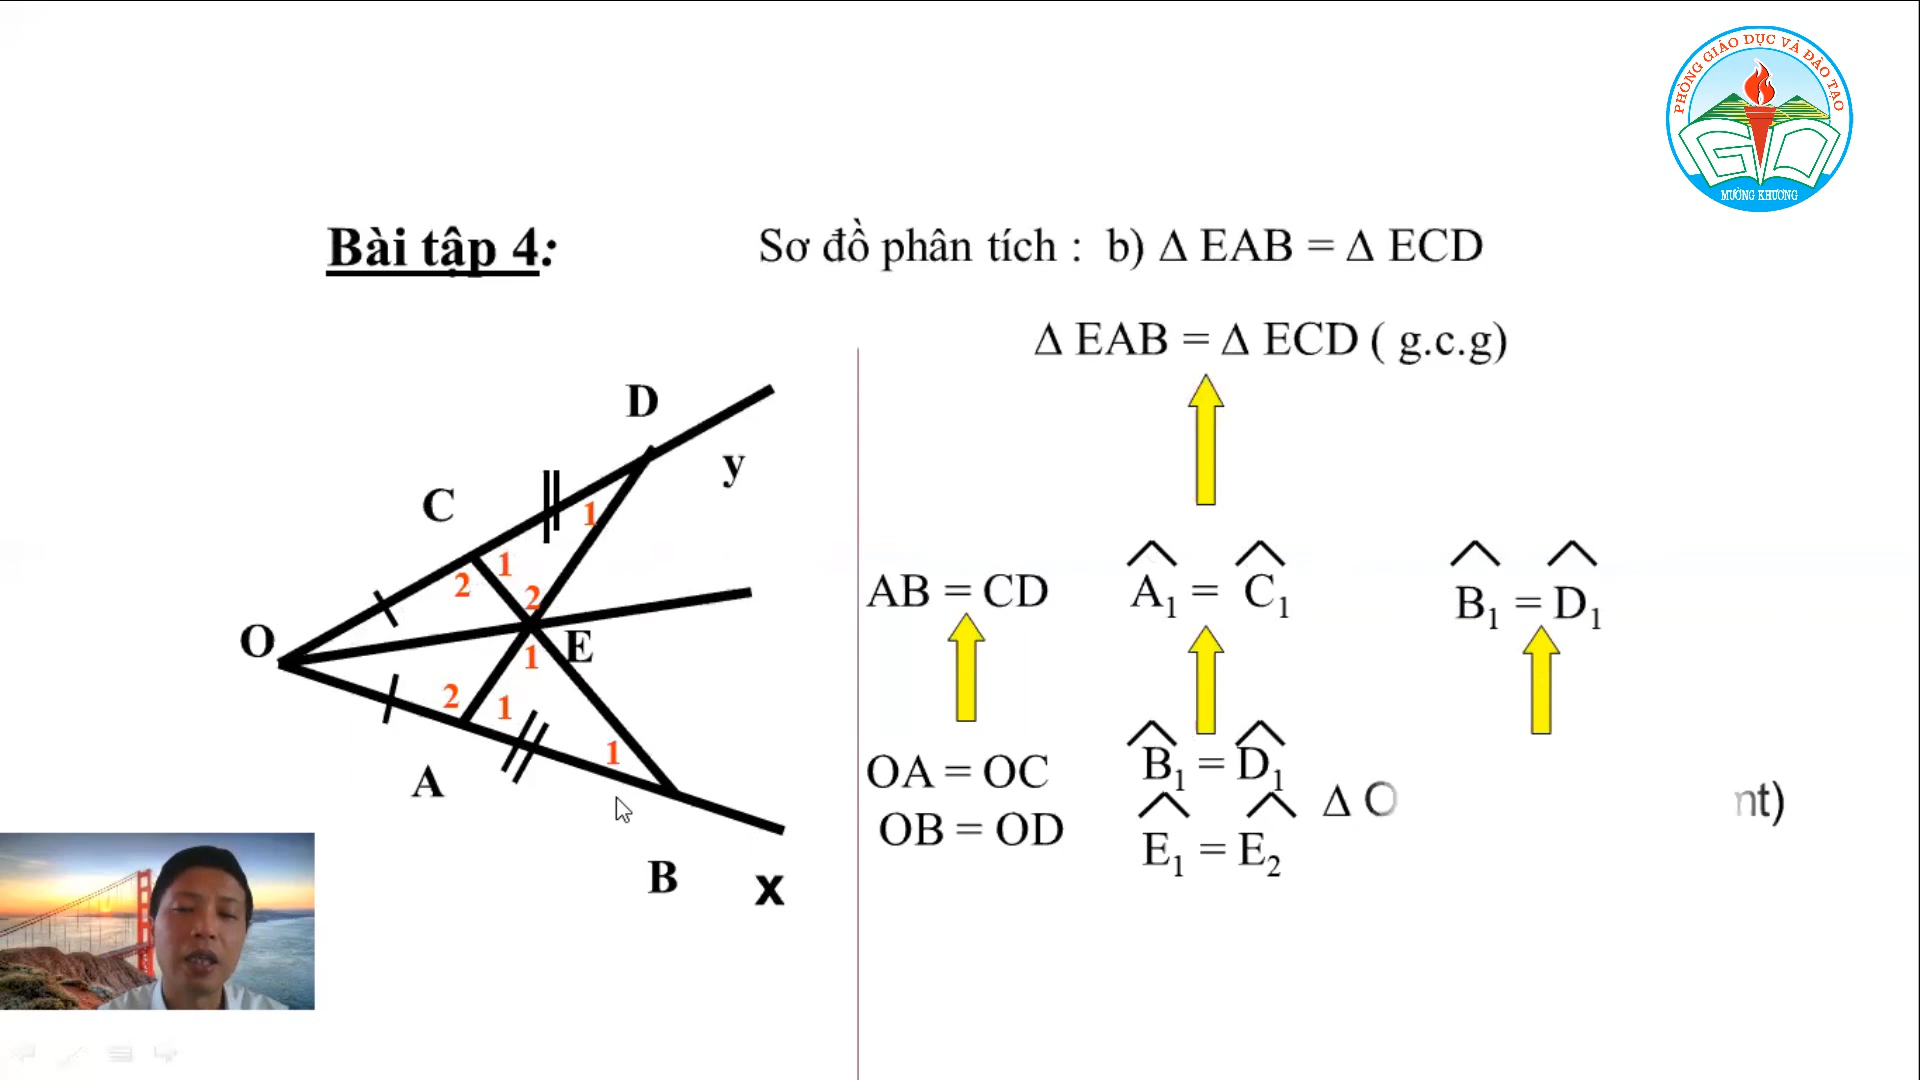 PHÒNG GIÁO DỤC VÀ ĐÀO TẠO
GD
MƯỜNG KHƯƠNG
Bài tập 4:
Sơ đồ phân tích : b) Δ EAB = Δ ECD
Δ EAB = Δ ECD ( g.c.g)
D
y
C
1
1
2
2
O
E
1
2
1
1
A
B
x
AB = CD
Â₁ = Ĉ₁
B̂₁ = D̂₁
OA = OC
OB = OD
B̂₁ = D̂₁
Ê₁ = Ê₂
Δ O
nt)